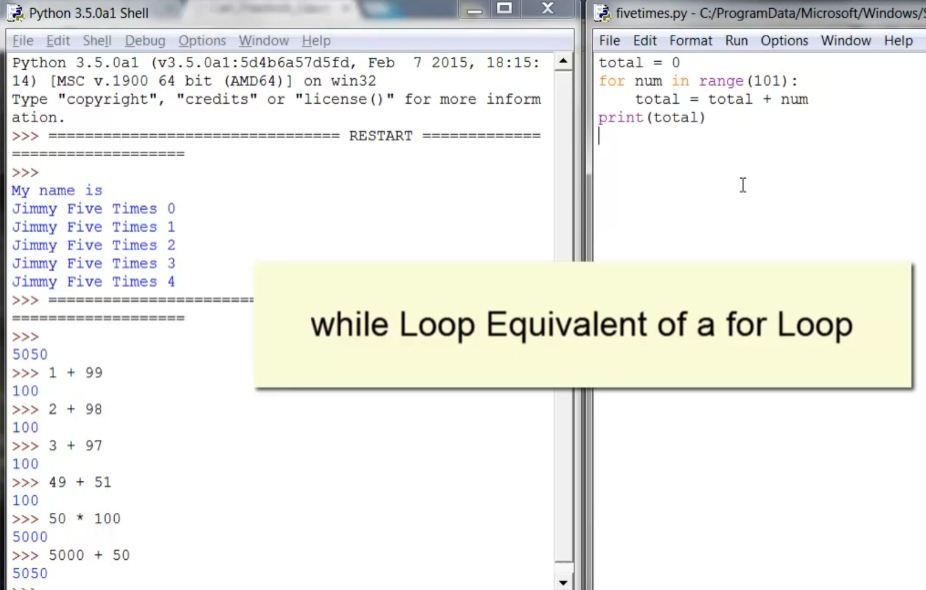 Python 3.5.0a1 Shell
File Edit Shell Debug Options Window Help
Python 3.5.0a1 (v3.5.0a1:5d4b6a57d5fd, Feb  7 2015, 18:15:
14) [MSC v.1900 64 bit (AMD64)] on win32
Type "copyright", "credits" or "license()" for more inform
ation.
>>> ================================ RESTART =============
===================
>>>
My name is
Jimmy Five Times 0
Jimmy Five Times 1
Jimmy Five Times 2
Jimmy Five Times 3
Jimmy Five Times 4
>>> =======================
===================
>>>
5050
>>> 1 + 99
100
>>> 2 + 98
100
>>> 3 + 97
100
>>> 49 + 51
100
>>> 50 * 100
5000
>>> 5000 + 50
5050
fivetimes.py - C:/ProgramData/Microsoft/Windows/
File Edit Format Run Options Window Help
total = 0
for num in range(101):
    total = total + num
print(total)
while Loop Equivalent of a for Loop